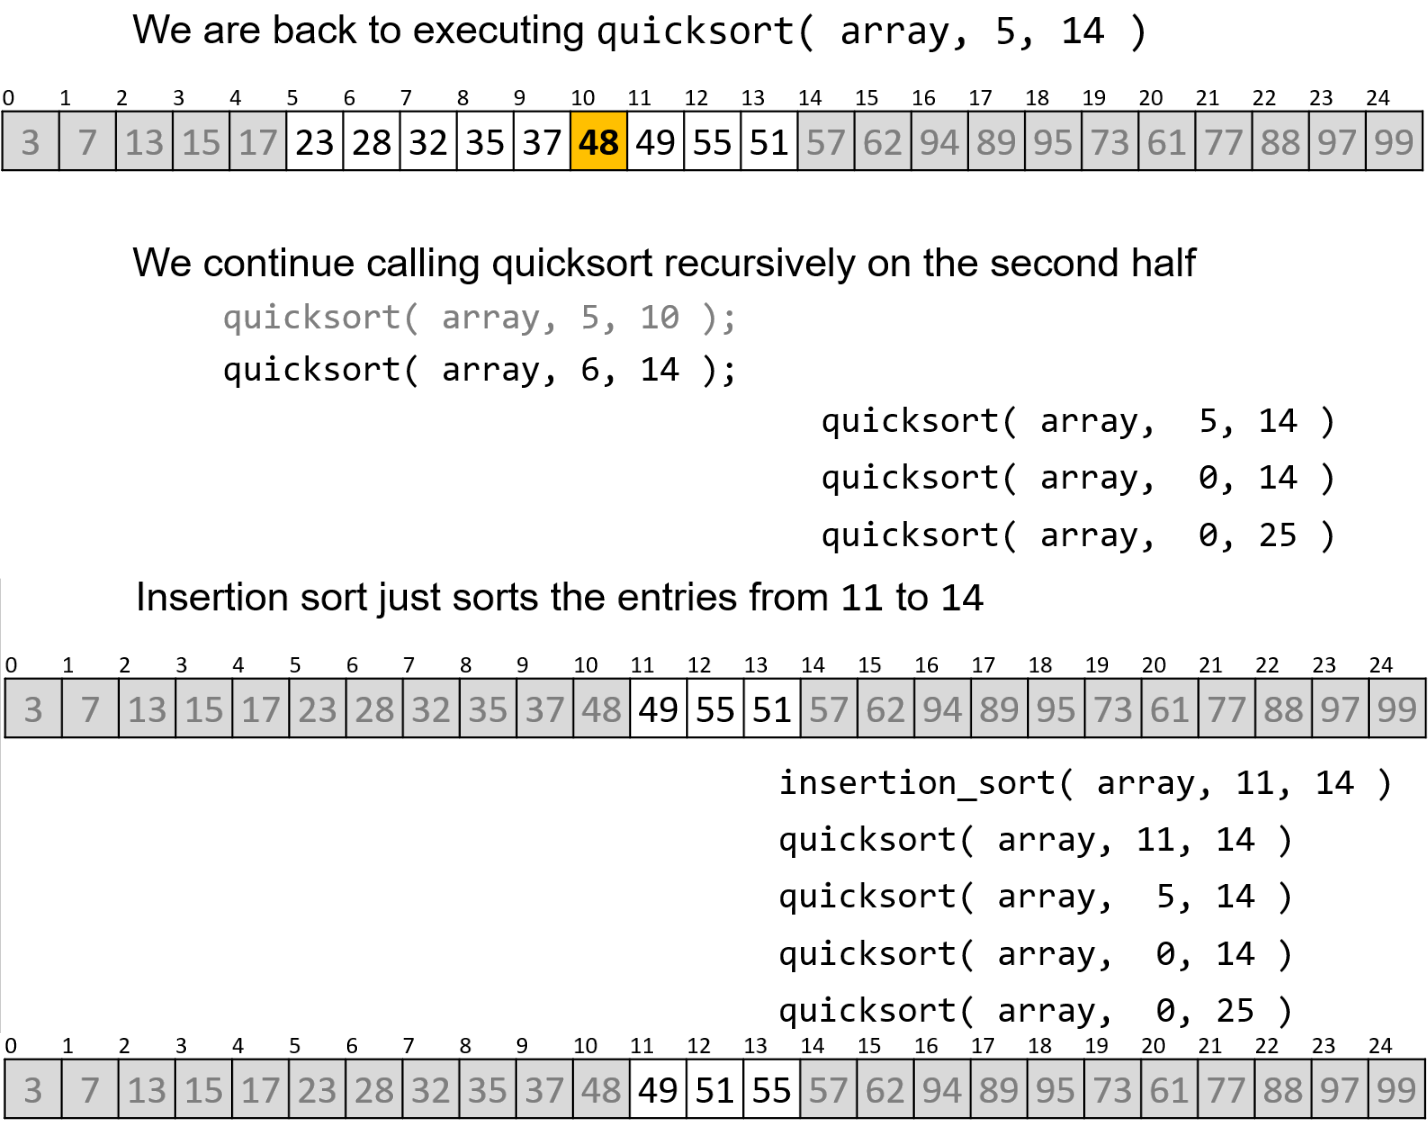 We are back to executing quicksort( array, 5, 14 )
0 1 2 3 4 5 6 7 8 9 10 11 12 13 14 15 16 17 18 19 20 21 22 23 24
3 7 13 15 17 23 28 32 35 37 48 49 55 51 57 62 94 89 95 73 61 77 88 97 99
We continue calling quicksort recursively on the second half
quicksort( array, 5, 10 );
quicksort( array, 6, 14 );
quicksort( array, 5, 14 )
quicksort( array, 0, 14 )
quicksort( array, 0, 25 )
Insertion sort just sorts the entries from 11 to 14
0 1 2 3 4 5 6 7 8 9 10 11 12 13 14 15 16 17 18 19 20 21 22 23 24
3 7 13 15 17 23 28 32 35 37 48 49 55 51 57 62 94 89 95 73 61 77 88 97 99
insertion_sort( array, 11, 14 )
quicksort( array, 11, 14 )
quicksort( array, 5, 14 )
quicksort( array, 0, 14 )
quicksort( array, 0, 25 )
0 1 2 3 4 5 6 7 8 9 10 11 12 13 14 15 16 17 18 19 20 21 22 23 24
3 7 13 15 17 23 28 32 35 37 48 49 51 55 57 62 94 89 95 73 61 77 88 97 99